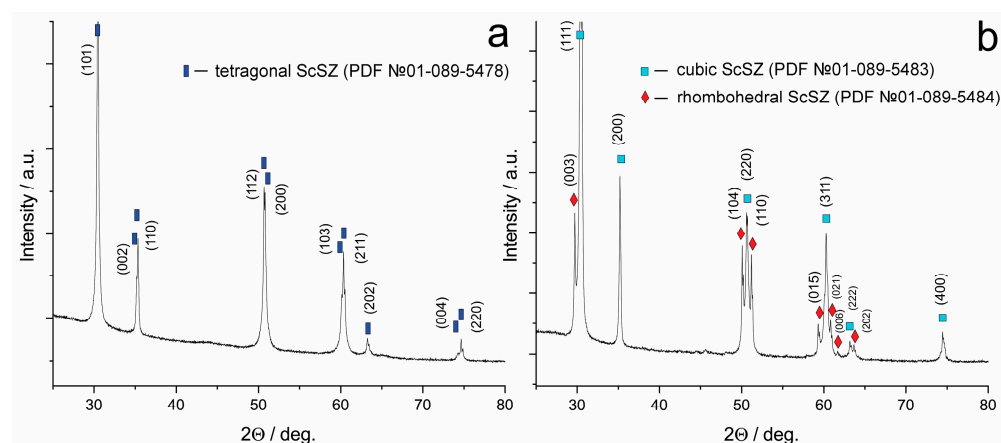 a
tetragonal ScSZ (PDF №01-089-5478)
(101)
(002)
(110)
(112)
(200)
(103)
(211)
(202)
(004)
(220)
Intensity / a.u.
30 40 50 60 70 80
2Θ / deg.
b
cubic ScSZ (PDF №01-089-5483)
rhombohedral ScSZ (PDF №01-089-5484)
(003)
(111)
(200)
(104)
(220)
(110)
(015)
(311)
(021)
(006)
(222)
(202)
(400)
Intensity / a.u.
30 40 50 60 70 80
2Θ / deg.